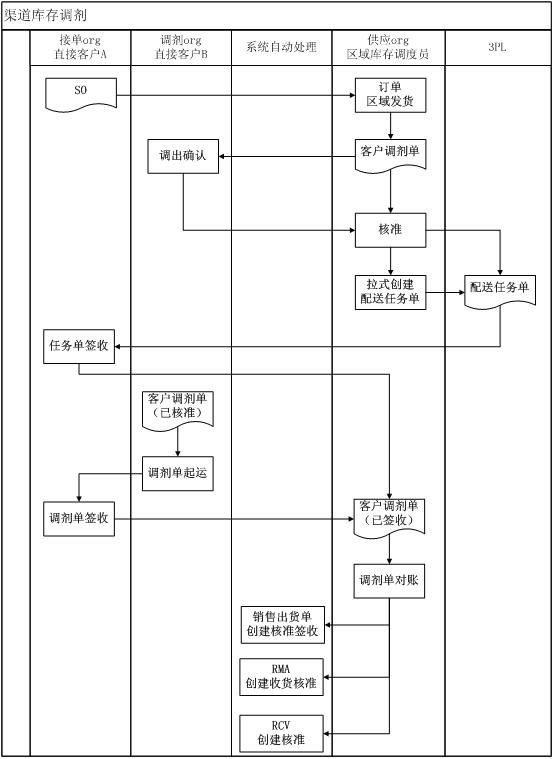 渠道库存调剂
接单org
直接客户A
调剂org
直接客户B
系统自动处理
供应org
区域库存调度员
3PL
SO
订单
区域发货
调出确认
客户调剂单
核准
拉式创建
配送任务单
配送任务单
任务单签收
客户调剂单
（已核准）
调剂单起运
调剂单签收
客户调剂单
（已签收）
调剂单对账
销售出货单
创建核准签收
RMA
创建收货核准
RCV
创建核准